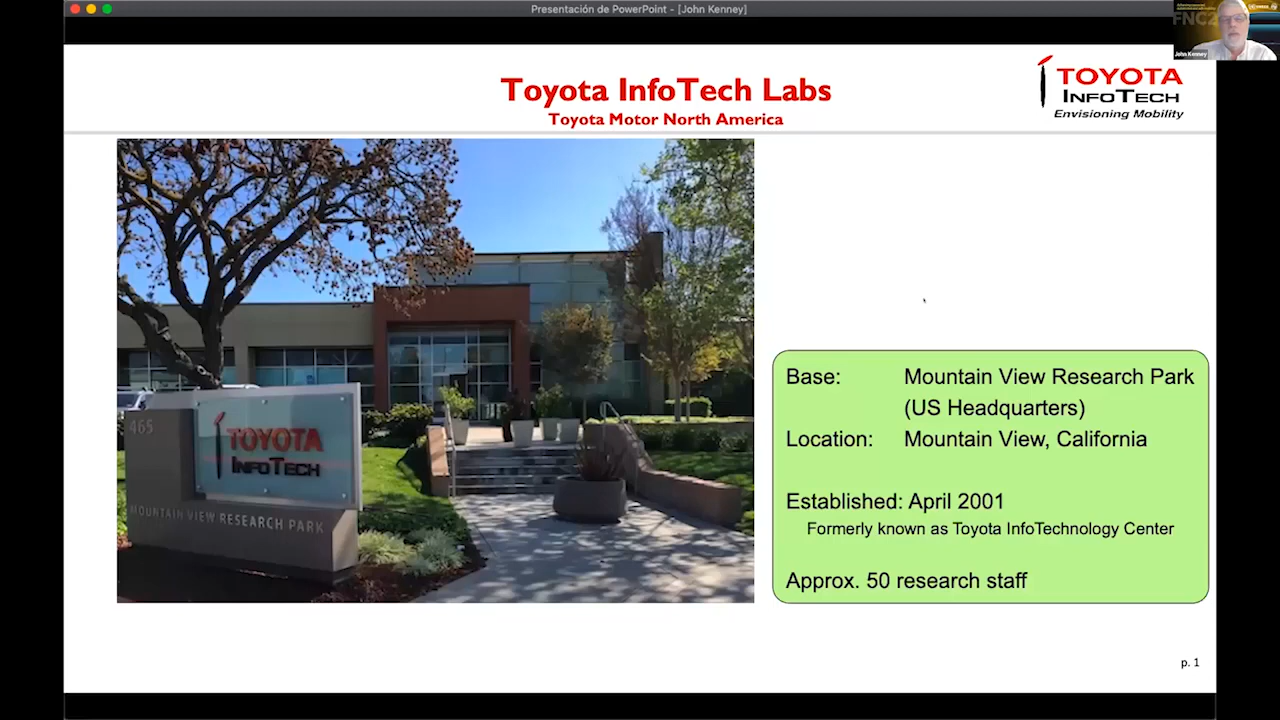 Presentación de PowerPoint - [John Kenney]
FNC2
John Kenney
Toyota InfoTech Labs
Toyota Motor North America
TOYOTA
INFOTECH
Envisioning Mobility
465
TOYOTA
INFOTECH
MOUNTAIN VIEW RESEARCH PARK
Base: Mountain View Research Park
(US Headquarters)
Location: Mountain View, California
Established: April 2001
Formerly known as Toyota InfoTechnology Center
Approx. 50 research staff
p. 1